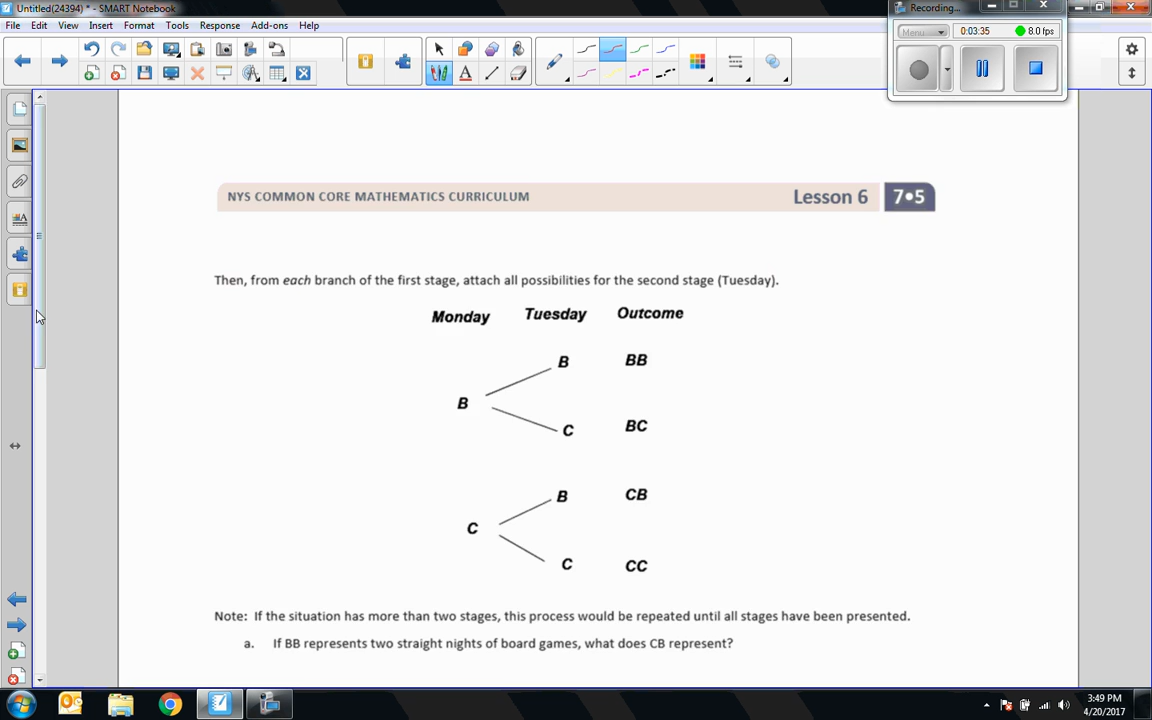 Untitled(24394) * - SMART Notebook
Recording...
File Edit View Insert Format Tools Response Add-ons Help
Menu
0:03:35
8.0 fps
NYS COMMON CORE MATHEMATICS CURRICULUM
Lesson 6
7•5
Then, from each branch of the first stage, attach all possibilities for the second stage (Tuesday).
Monday Tuesday Outcome
B BB
B
C BC
B CB
C
C CC
Note: If the situation has more than two stages, this process would be repeated until all stages have been presented.
a. If BB represents two straight nights of board games, what does CB represent?
3:49 PM
4/20/2017